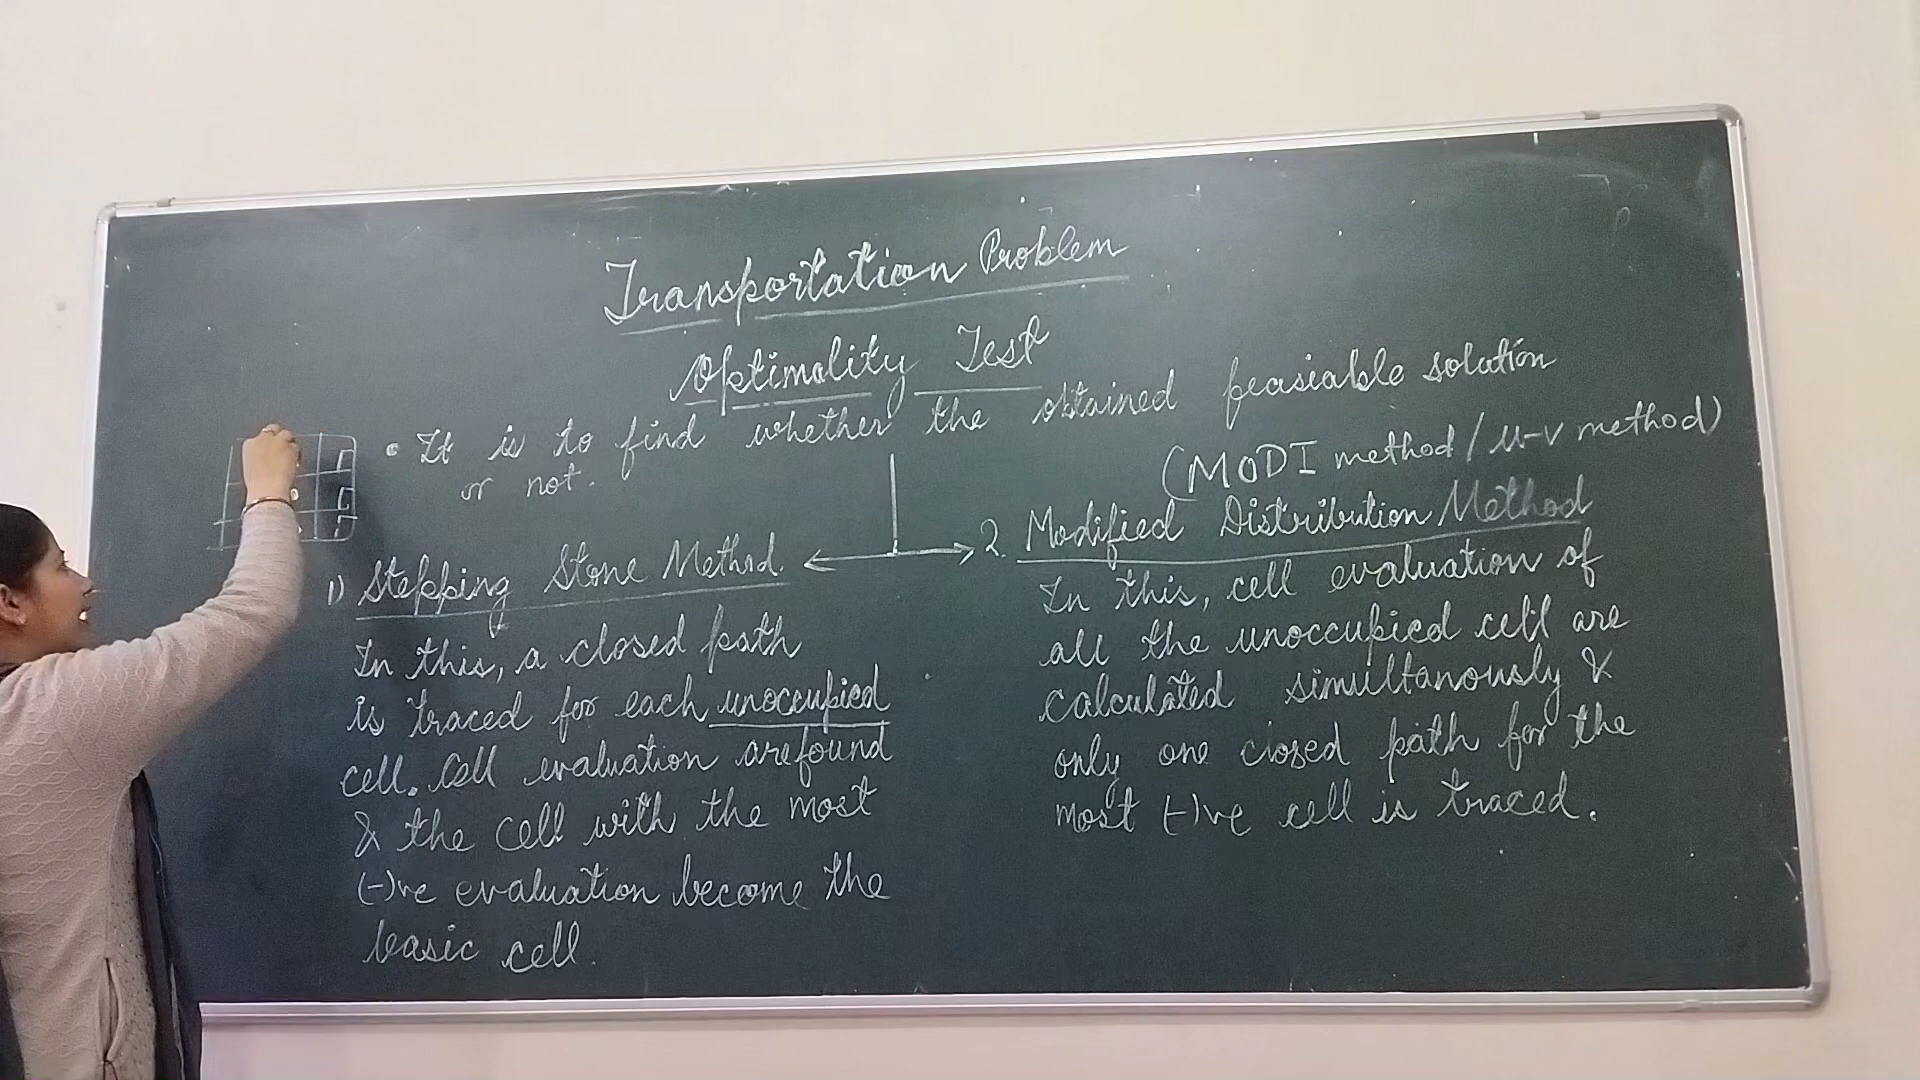 Transportation Problem
Optimality Test
• It is to find whether the obtained feasiable solution
or not.
(MODI method / u-v method)
1) Stepping Stone Method.
In this, a closed path
is traced for each unoccupied
cell. Cell evaluation are found
& the cell with the most
(-)ve evaluation become the
basic cell.
2. Modified Distribution Method
In this, cell evaluation of
all the unoccupied cell are
calculated simultanously &
only one closed path for the
most (-)ve cell is traced.